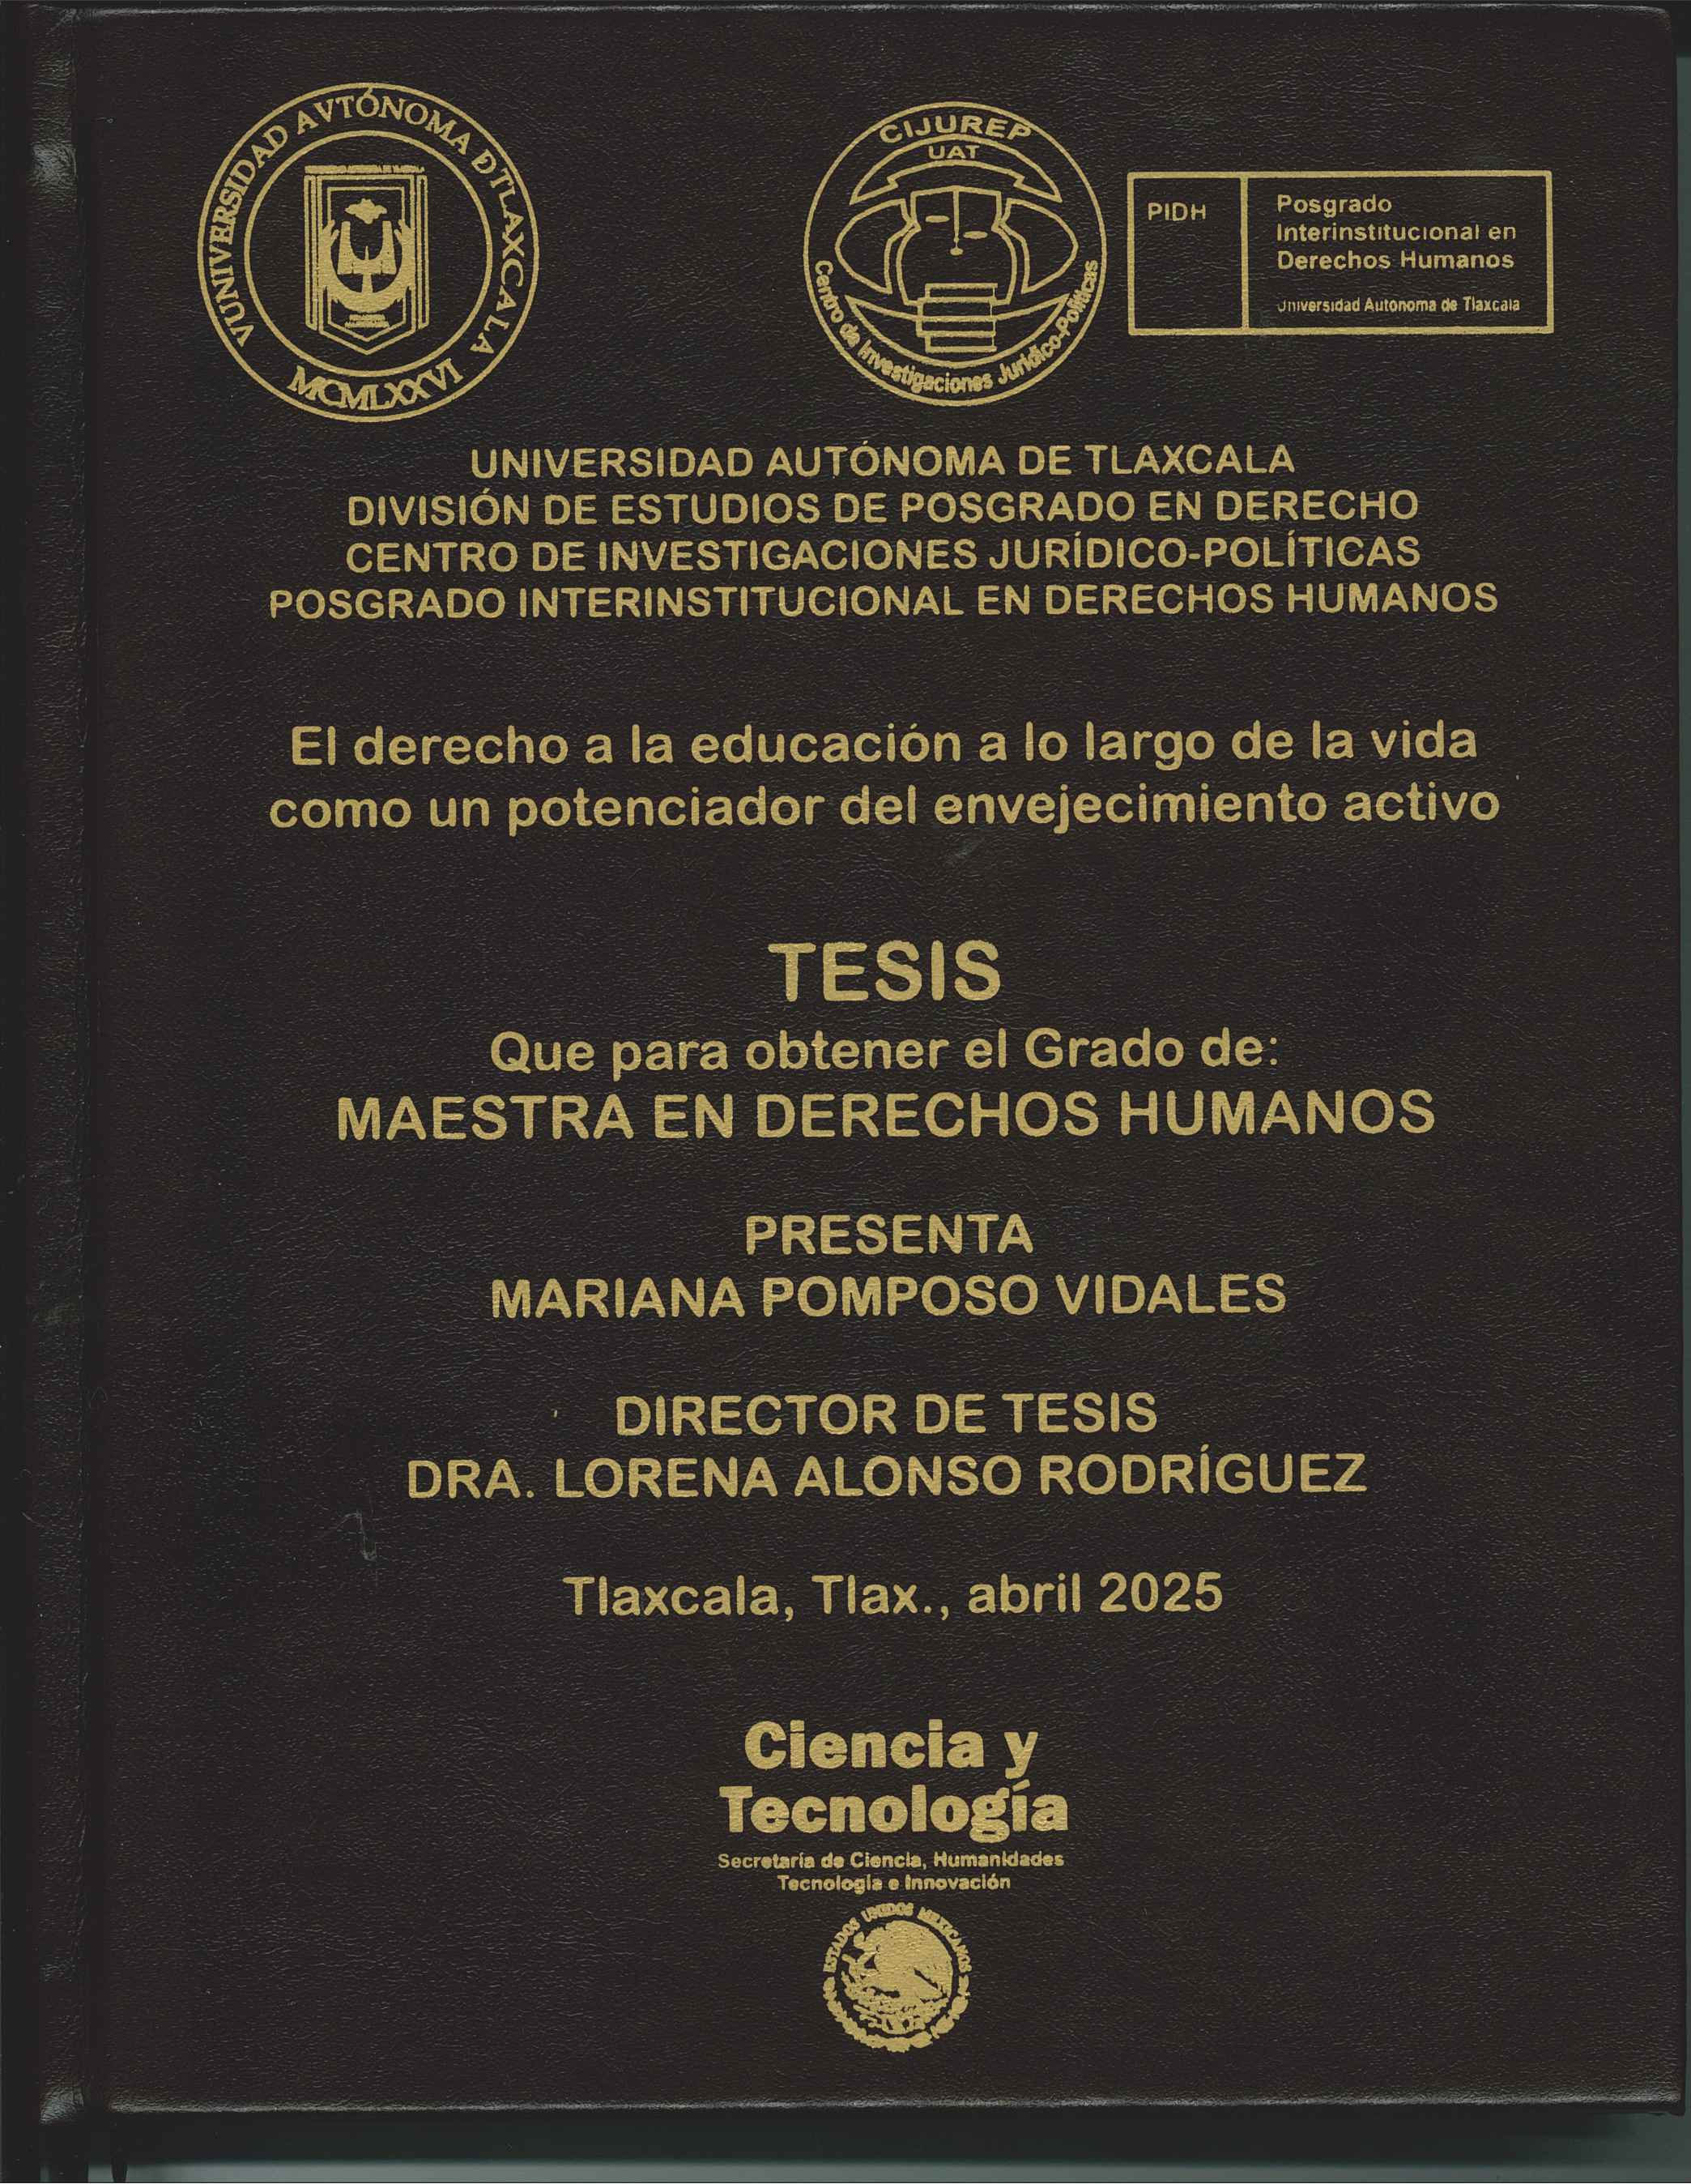 VUNIVERSIDAD AVTÓNOMA DTLAXCALA
MCMLXXVI
CIJUREP
UAT
Centro de Investigaciones Jurídico-Políticas
PIDH
Posgrado
Interinstitucional en
Derechos Humanos
Universidad Autonoma de Tlaxcala
UNIVERSIDAD AUTÓNOMA DE TLAXCALA
DIVISIÓN DE ESTUDIOS DE POSGRADO EN DERECHO
CENTRO DE INVESTIGACIONES JURÍDICO-POLÍTICAS
POSGRADO INTERINSTITUCIONAL EN DERECHOS HUMANOS
El derecho a la educación a lo largo de la vida
como un potenciador del envejecimiento activo
TESIS
Que para obtener el Grado de:
MAESTRA EN DERECHOS HUMANOS
PRESENTA
MARIANA POMPOSO VIDALES
DIRECTOR DE TESIS
DRA. LORENA ALONSO RODRÍGUEZ
Tlaxcala, Tlax., abril 2025
Ciencia y
Tecnología
Secretaría de Ciencia, Humanidades
Tecnología e Innovación
ESTADOS UNIDOS MEXICANOS